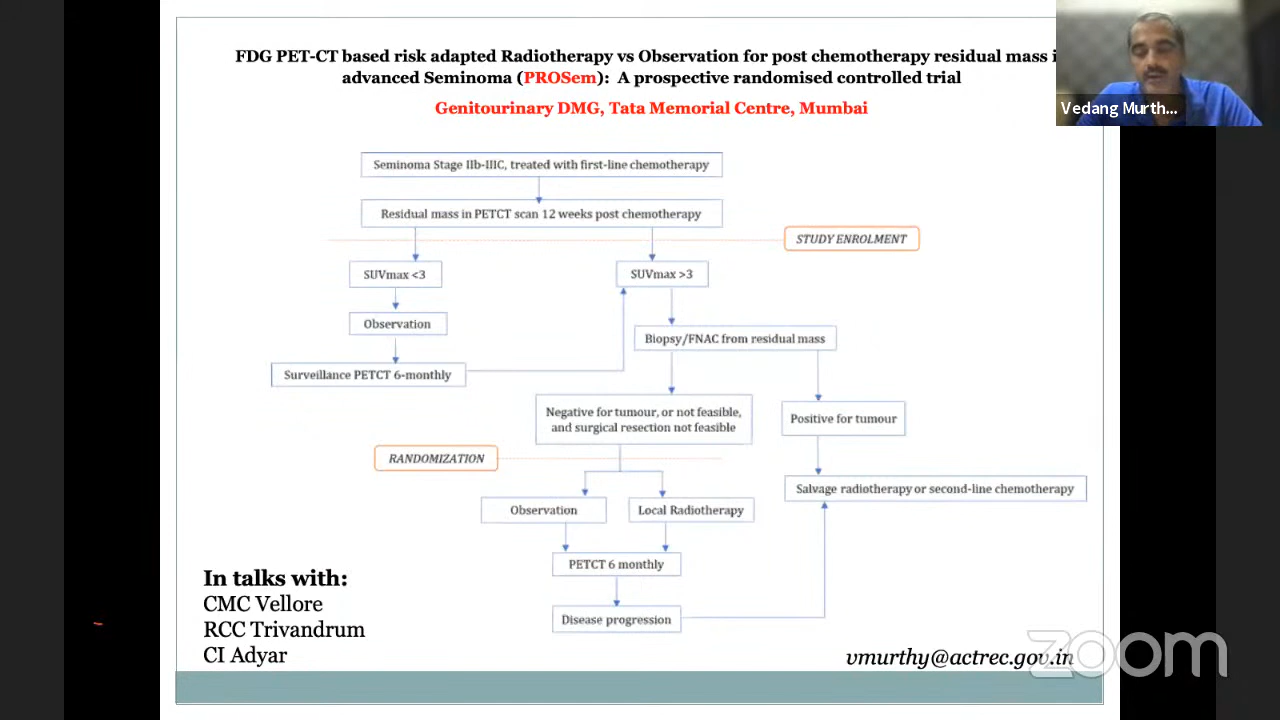 FDG PET-CT based risk adapted Radiotherapy vs Observation for post chemotherapy residual mass i
advanced Seminoma (PROSem): A prospective randomised controlled trial
Genitourinary DMG, Tata Memorial Centre, Mumbai
Vedang Murth...
Seminoma Stage IIb-IIIC, treated with first-line chemotherapy
Residual mass in PETCT scan 12 weeks post chemotherapy
STUDY ENROLMENT
SUVmax <3
SUVmax >3
Observation
Biopsy/FNAC from residual mass
Surveillance PETCT 6-monthly
Negative for tumour, or not feasible,
and surgical resection not feasible
Positive for tumour
RANDOMIZATION
Salvage radiotherapy or second-line chemotherapy
Observation
Local Radiotherapy
PETCT 6 monthly
Disease progression
In talks with:
CMC Vellore
RCC Trivandrum
CI Adyar
vmurthy@actrec.gov.in
zoom